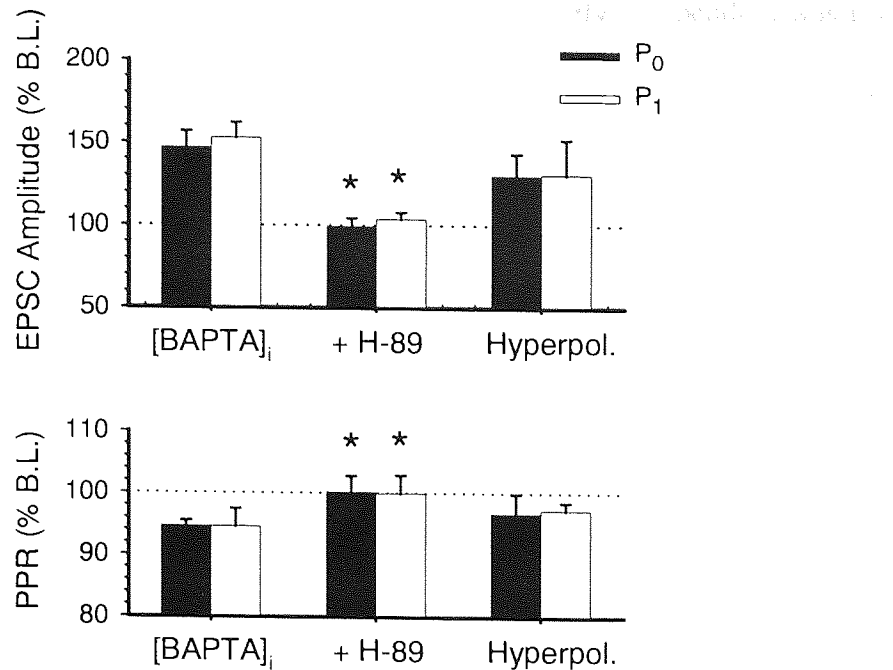 EPSC Amplitude (% B.L.)
200
150
100
50
P0
P1
* *
[BAPTA]i + H-89 Hyperpol.
PPR (% B.L.)
110
100
90
80
* *
[BAPTA]i + H-89 Hyperpol.